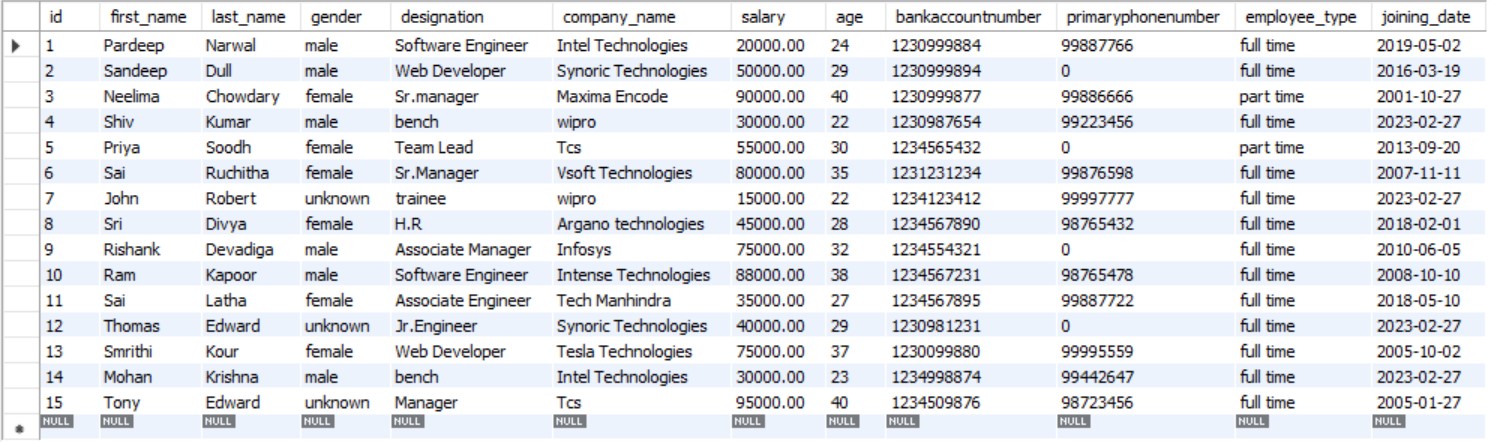 id first_name last_name gender designation company_name salary age bankaccountnumber primaryphonenumber employee_type joining_date
1 Pardeep Narwal male Software Engineer Intel Technologies 20000.00 24 1230999884 99887766 full time 2019-05-02
2 Sandeep Dull male Web Developer Synoric Technologies 50000.00 29 1230999894 0 full time 2016-03-19
3 Neelima Chowdary female Sr.manager Maxima Encode 90000.00 40 1230999877 99886666 part time 2001-10-27
4 Shiv Kumar male bench wipro 30000.00 22 1230987654 99223456 full time 2023-02-27
5 Priya Soodh female Team Lead Tcs 55000.00 30 1234565432 0 part time 2013-09-20
6 Sai Ruchitha female Sr.Manager Vsoft Technologies 80000.00 35 1231231234 99876598 full time 2007-11-11
7 John Robert unknown trainee wipro 15000.00 22 1234123412 99997777 full time 2023-02-27
8 Sri Divya female H.R Argano technologies 45000.00 28 1234567890 98765432 full time 2018-02-01
9 Rishank Devadiga male Associate Manager Infosys 75000.00 32 1234554321 0 full time 2010-06-05
10 Ram Kapoor male Software Engineer Intense Technologies 88000.00 38 1234567231 98765478 full time 2008-10-10
11 Sai Latha female Associate Engineer Tech Manhindra 35000.00 27 1234567895 99887722 full time 2018-05-10
12 Thomas Edward unknown Jr.Engineer Synoric Technologies 40000.00 29 1230981231 0 full time 2023-02-27
13 Smrithi Kour female Web Developer Tesla Technologies 75000.00 37 1230099880 99995559 full time 2005-10-02
14 Mohan Krishna male bench Intel Technologies 30000.00 23 1234998874 99442647 full time 2023-02-27
15 Tony Edward unknown Manager Tcs 95000.00 40 1234509876 98723456 full time 2005-01-27
NULL NULL NULL NULL NULL NULL NULL NULL NULL NULL NULL NULL